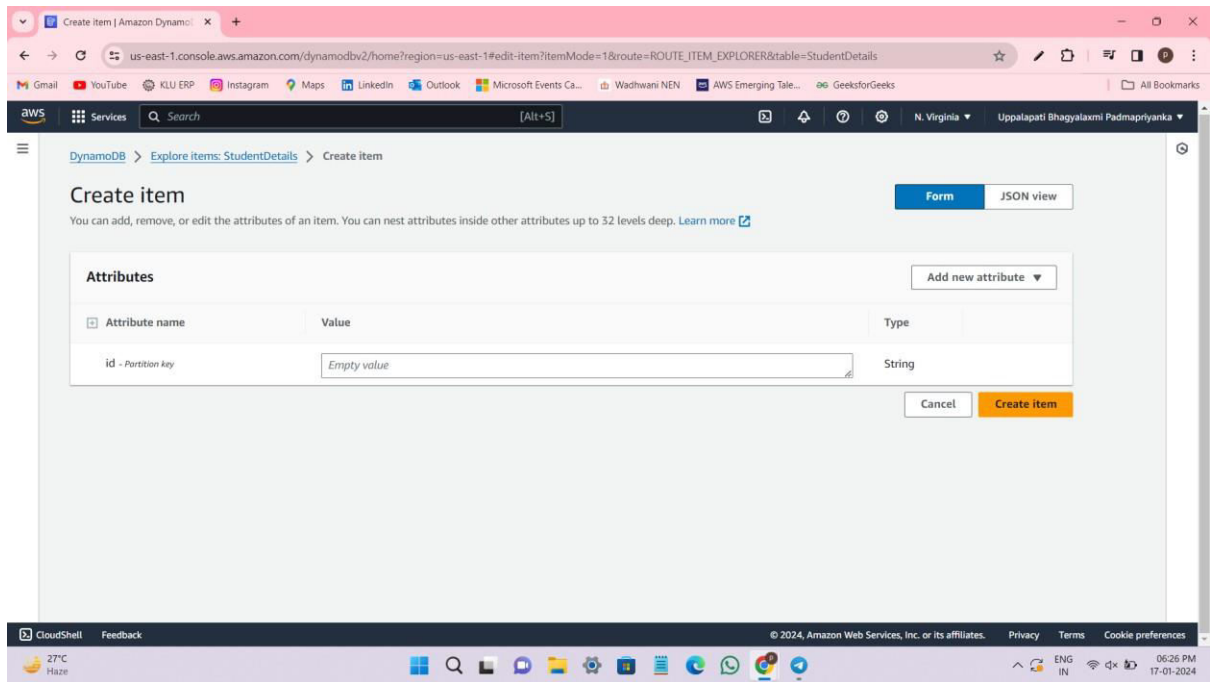 Create item | Amazon Dynamo
us-east-1.console.aws.amazon.com/dynamodbv2/home?region=us-east-1#edit-item?itemMode=1&route=ROUTE_ITEM_EXPLORER&table=StudentDetails
P
Gmail YouTube KLU ERP Instagram Maps LinkedIn Outlook Microsoft Events Ca... Wadhwani NEN AWS Emerging Tale... GeeksforGeeks All Bookmarks
aws Services Search [Alt+S] N. Virginia Uppalapati Bhagyalaxmi Padmapriyanka
DynamoDB > Explore items: StudentDetails > Create item
Create item
Form JSON view
You can add, remove, or edit the attributes of an item. You can nest attributes inside other attributes up to 32 levels deep. Learn more
Attributes
Add new attribute
Attribute name Value Type
id - Partition key Empty value String
Cancel Create item
CloudShell Feedback © 2024, Amazon Web Services, Inc. or its affiliates. Privacy Terms Cookie preferences
27°C
Haze
ENG
IN
06:26 PM
17-01-2024